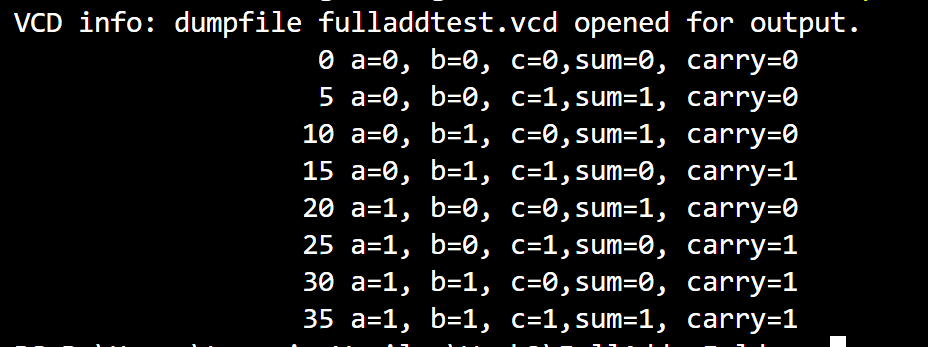 VCD info: dumpfile fulladdtest.vcd opened for output.
0 a=0, b=0, c=0,sum=0, carry=0
5 a=0, b=0, c=1,sum=1, carry=0
10 a=0, b=1, c=0,sum=1, carry=0
15 a=0, b=1, c=1,sum=0, carry=1
20 a=1, b=0, c=0,sum=1, carry=0
25 a=1, b=0, c=1,sum=0, carry=1
30 a=1, b=1, c=0,sum=0, carry=1
35 a=1, b=1, c=1,sum=1, carry=1